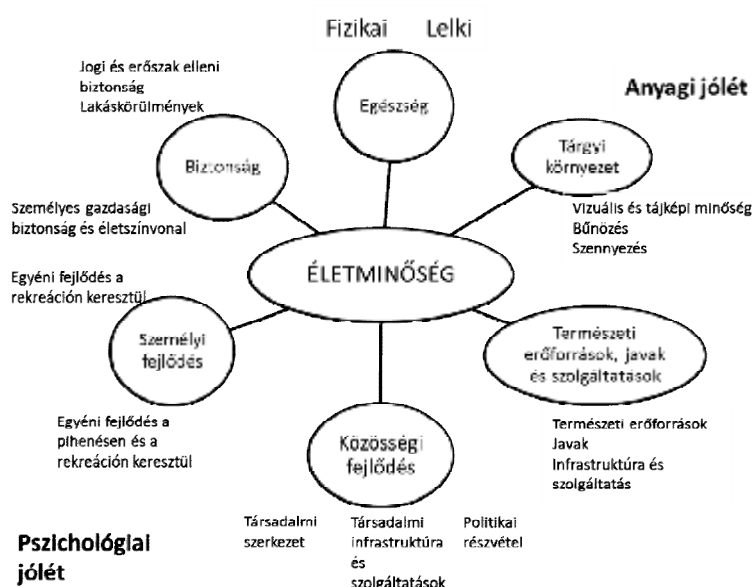 Fizikai Lelki
Jogi és erőszak elleni
biztonság
Lakáskörülmények
Egészség
Anyagi jólét
Biztonság
Tárgyi
környezet
Személyes gazdasági
biztonság és életszínvonal
Vizuális és tájképi minőség
Bűnözés
Szennyezés
ÉLETMINŐSÉG
Egyéni fejlődés a
rekreáción keresztül
Személyi
fejlődés
Természeti
erőforrások, javak
és szolgáltatások
Egyéni fejlődés a
pihenésen és a
rekreáción keresztül
Közösségi
fejlődés
Természeti erőforrások
Javak
Infrastruktúra és
szolgáltatás
Társadalmi
szerkezet
Társadalmi
infrastruktúra
és
szolgáltatások
Politikai
részvétel
Pszichológiai
jólét